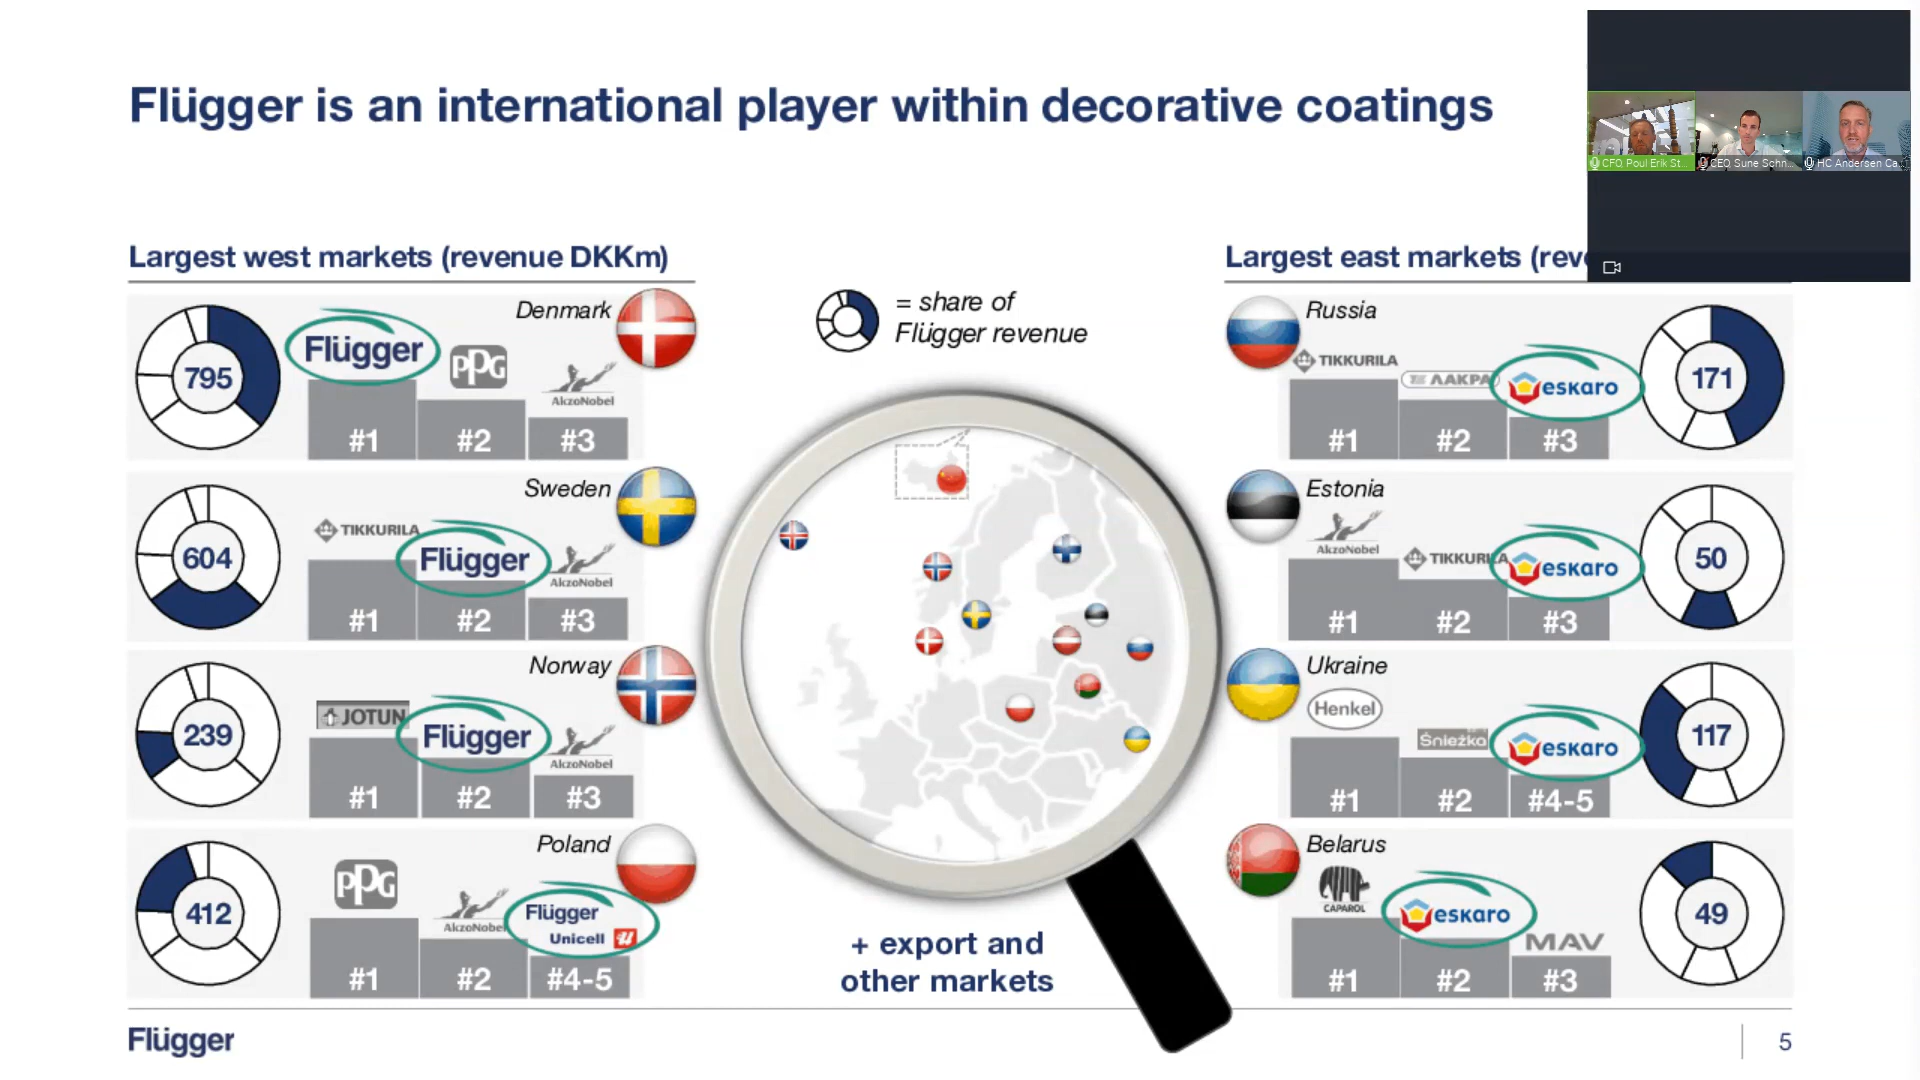 Flügger is an international player within decorative coatings
CFO Poul Erik St...
CEO Sune Schn...
HC Andersen Ca...
Largest west markets (revenue DKKm)
Denmark
795
Flügger
PPG
AkzoNobel
#1
#2
#3
Sweden
604
TIKKURILA
Flügger
AkzoNobel
#1
#2
#3
Norway
239
JOTUN
Flügger
AkzoNobel
#1
#2
#3
Poland
412
PPG
AkzoNobel
Flügger
Unicell
#1
#2
#4-5
= share of
Flügger revenue
+ export and
other markets
Largest east markets (rev
Russia
TIKKURILA
ЛАКРА
eskaro
171
#1
#2
#3
Estonia
AkzoNobel
TIKKURILA
eskaro
50
#1
#2
#3
Ukraine
Henkel
Śnieżka
eskaro
117
#1
#2
#4-5
Belarus
CAPAROL
eskaro
MAV
49
#1
#2
#3
Flügger
5